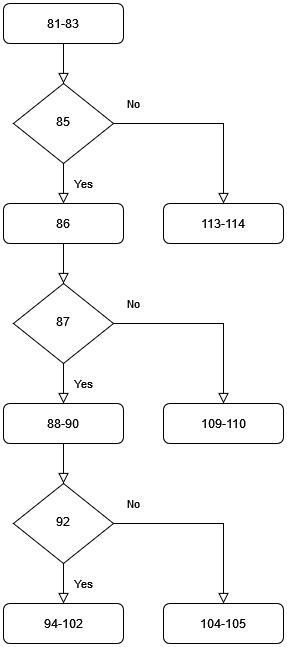 81-83
85
No
Yes
86
113-114
87
No
Yes
88-90
109-110
92
No
Yes
94-102
104-105